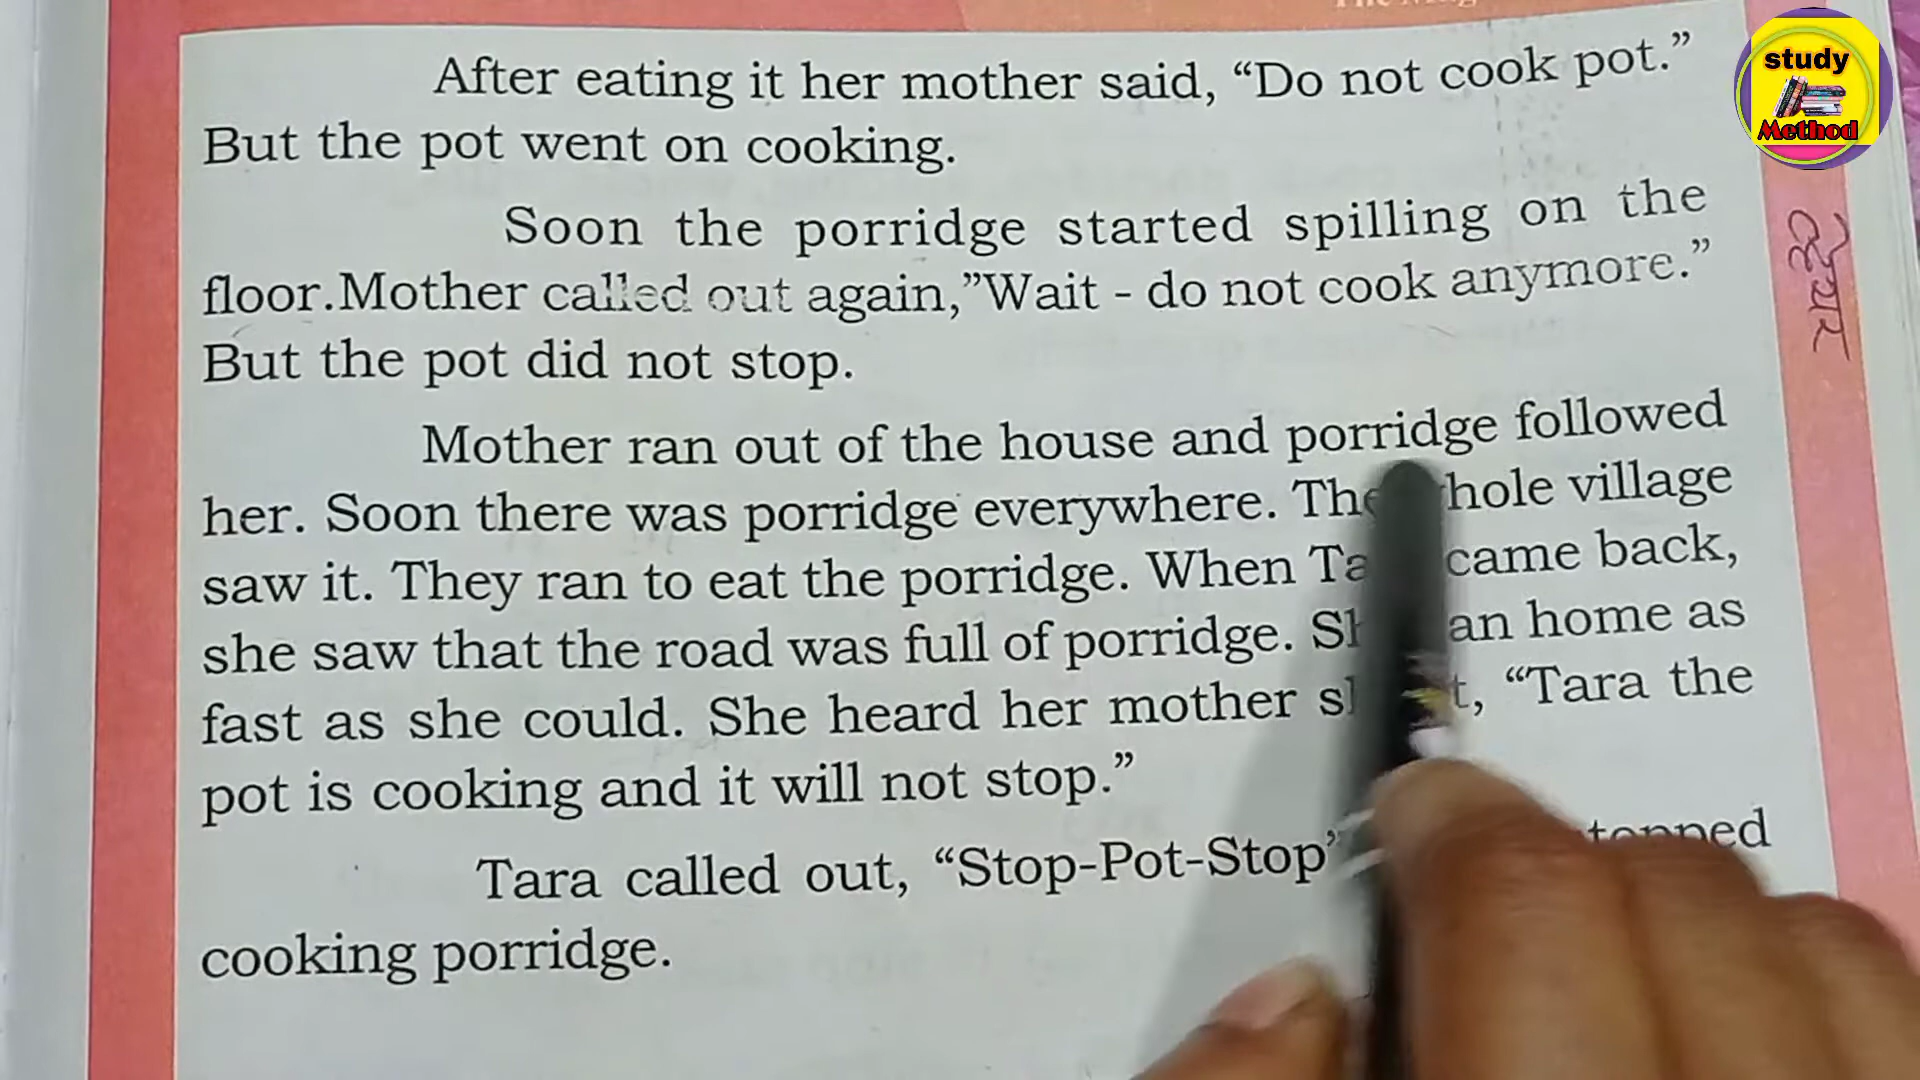 The Mag
After eating it her mother said, “Do not cook pot.”
But the pot went on cooking.
Soon the porridge started spilling on the
floor.Mother called out again,”Wait - do not cook anymore.”
But the pot did not stop.
Mother ran out of the house and porridge followed
her. Soon there was porridge everywhere. The whole village
saw it. They ran to eat the porridge. When Ta came back,
she saw that the road was full of porridge. Sh an home as
fast as she could. She heard her mother sh t, “Tara the
pot is cooking and it will not stop.”
Tara called out, “Stop-Pot-Stop” topped
cooking porridge.
study
Method